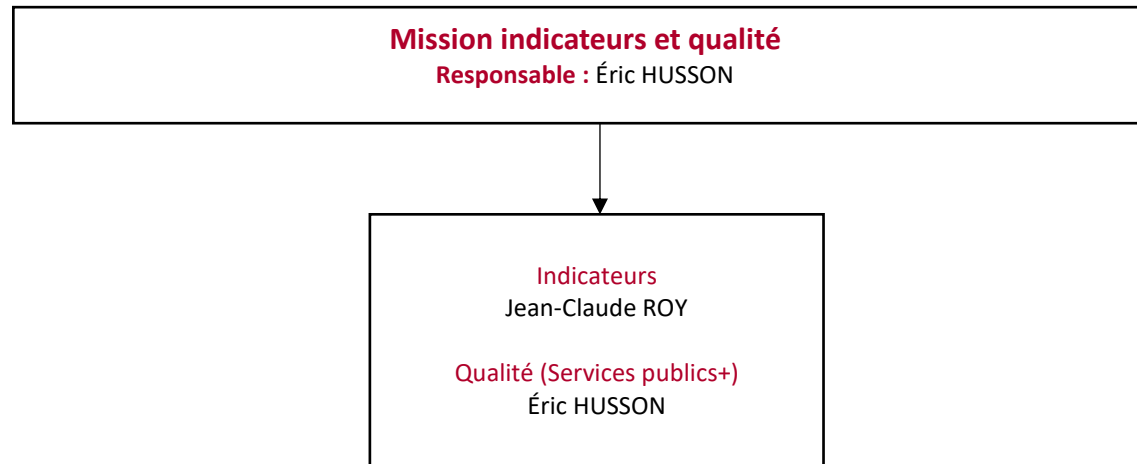 Mission indicateurs et qualité
Responsable : Éric HUSSON
Indicateurs
Jean-Claude ROY
Qualité (Services publics+)
Éric HUSSON